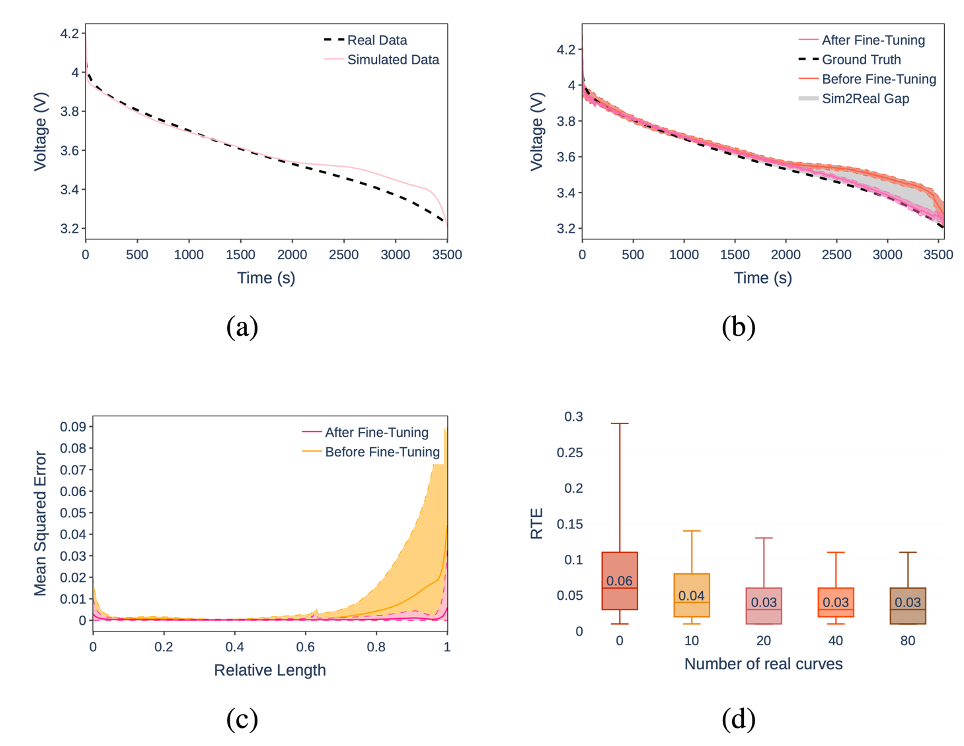 4.2
4
3.8
3.6
3.4
3.2
Voltage (V)
Real Data
Simulated Data
0 500 1000 1500 2000 2500 3000 3500
Time (s)
(a)
4.2
4
3.8
3.6
3.4
3.2
Voltage (V)
After Fine-Tuning
Ground Truth
Before Fine-Tuning
Sim2Real Gap
0 500 1000 1500 2000 2500 3000 3500
Time (s)
(b)
0.09
0.08
0.07
0.06
0.05
0.04
0.03
0.02
0.01
0
Mean Squared Error
After Fine-Tuning
Before Fine-Tuning
0 0.2 0.4 0.6 0.8 1
Relative Length
(c)
0.3
0.25
0.2
0.15
0.1
0.05
0
RTE
0.06 0.04 0.03 0.03 0.03
0 10 20 40 80
Number of real curves
(d)